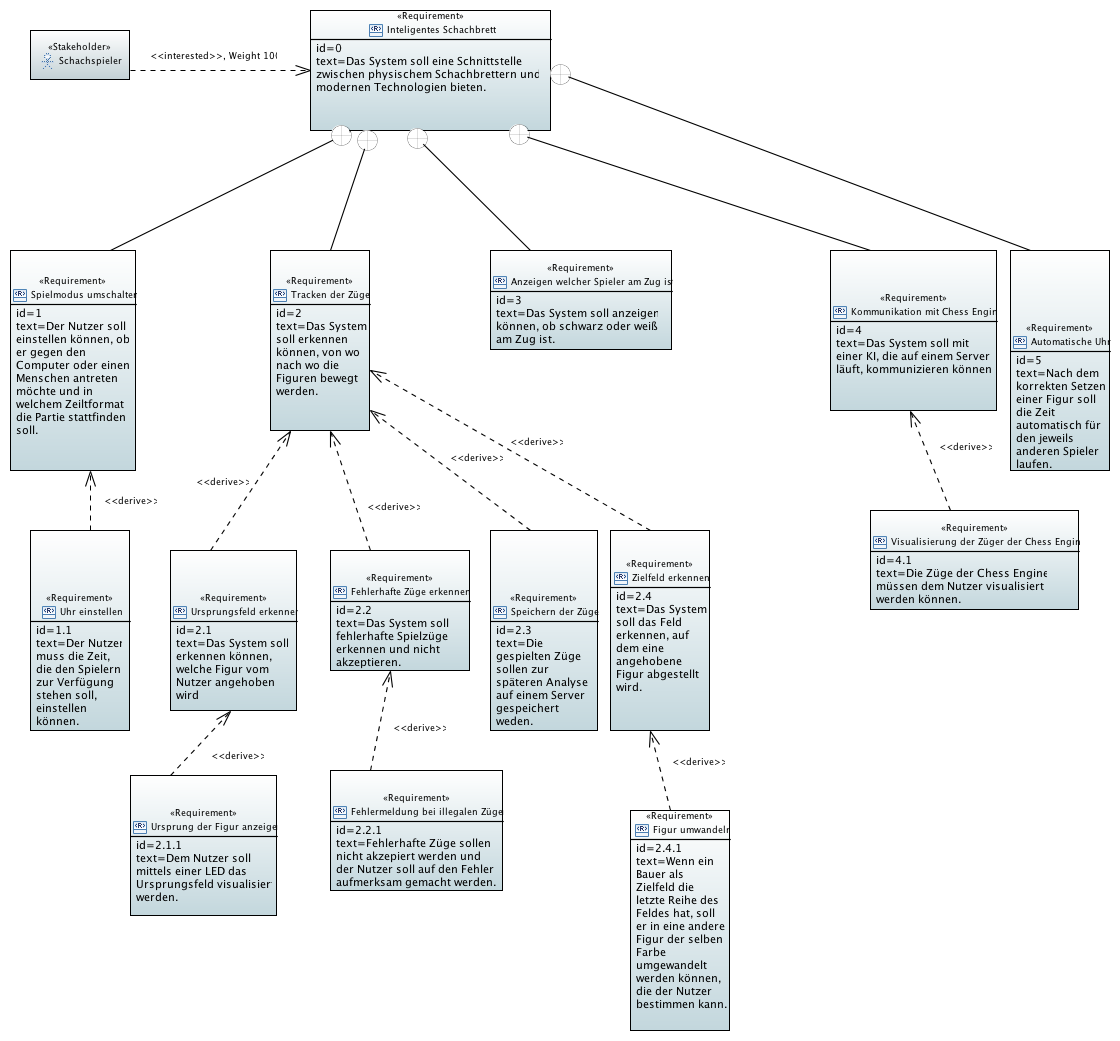 «Requirement»
Inteligentes Schachbrett
id=0
text=Das System soll eine Schnittstelle
zwischen physischem Schachbrettern und
modernen Technologien bieten.
«Stakeholder»
Schachspieler
<<interested>>, Weight 100
«Requirement»
Spielmodus umschalten
id=1
text=Der Nutzer soll
einstellen können, ob
er gegen den
Computer oder einen
Menschen antreten
möchte und in
welchem Zeiltformat
die Partie stattfinden
soll.
«Requirement»
Tracken der Züge
id=2
text=Das System
soll erkennen
können, von wo
nach wo die
Figuren bewegt
werden.
«Requirement»
Anzeigen welcher Spieler am Zug ist
id=3
text=Das System soll anzeigen
können, ob schwarz oder weiß
am Zug ist.
«Requirement»
Kommunikation mit Chess Engin
id=4
text=Das System soll mit
einer KI, die auf einem Server
läuft, kommunizieren können
«Requirement»
Automatische Uhr
id=5
text=Nach dem
korrekten Setzen
einer Figur soll
die Zeit
automatisch für
den jeweils
anderen Spieler
laufen.
<<derive>>
<<derive>>
<<derive>>
<<derive>>
<<derive>>
<<derive>>
«Requirement»
Uhr einstellen
id=1.1
text=Der Nutzer
muss die Zeit,
die den Spielern
zur Verfügung
stehen soll,
einstellen
können.
«Requirement»
Ursprungsfeld erkennen
id=2.1
text=Das System soll
erkennen können,
welche Figur vom
Nutzer angehoben
wird
«Requirement»
Fehlerhafte Züge erkennen
id=2.2
text=Das System soll
fehlerhafte Spielzüge
erkennen und nicht
akzeptieren.
«Requirement»
Speichern der Züge
id=2.3
text=Die
gespielten Züge
sollen zur
späteren Analyse
auf einem Server
gespeichert
weden.
«Requirement»
Zielfeld erkennen
id=2.4
text=Das System
soll das Feld
erkennen, auf
dem eine
angehobene
Figur abgestellt
wird.
«Requirement»
Visualisierung der Züger der Chess Engin
id=4.1
text=Die Züge der Chess Engine
müssen dem Nutzer visualisiert
werden können.
<<derive>>
<<derive>>
<<derive>>
«Requirement»
Ursprung der Figur anzeige
id=2.1.1
text=Dem Nutzer soll
mittels einer LED das
Ursprungsfeld visualisier
werden.
«Requirement»
Fehlermeldung bei illegalen Züge
id=2.2.1
text=Fehlerhafte Züge sollen
nicht akzepiert werden und
der Nutzer soll auf den Fehler
aufmerksam gemacht werden.
«Requirement»
Figur umwandeln
id=2.4.1
text=Wenn ein
Bauer als
Zielfeld die
letzte Reihe des
Feldes hat, soll
er in eine andere
Figur der selben
Farbe
umgewandelt
werden können,
die der Nutzer
bestimmen kann.